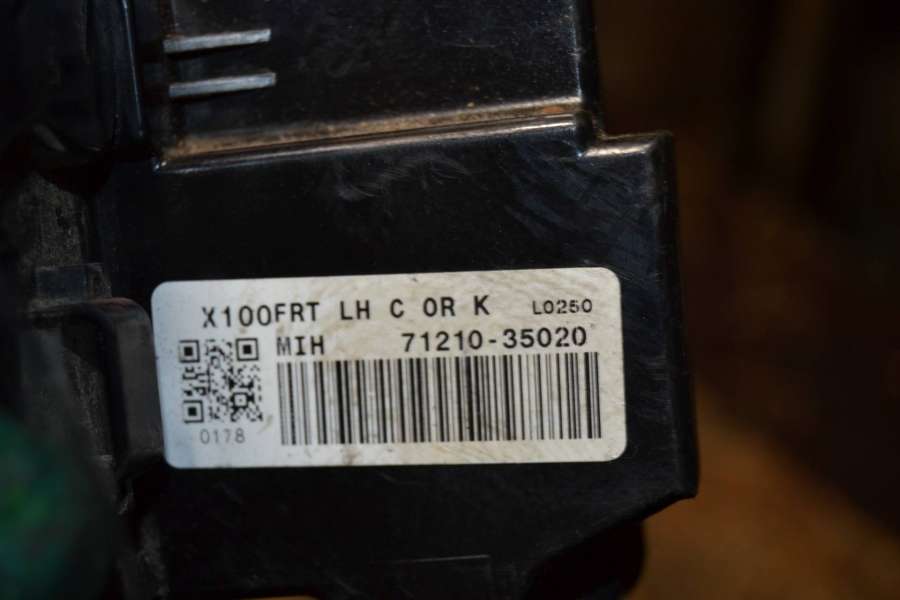 X100FRT LH C OR K L0250
MIH 71210-35020
0178